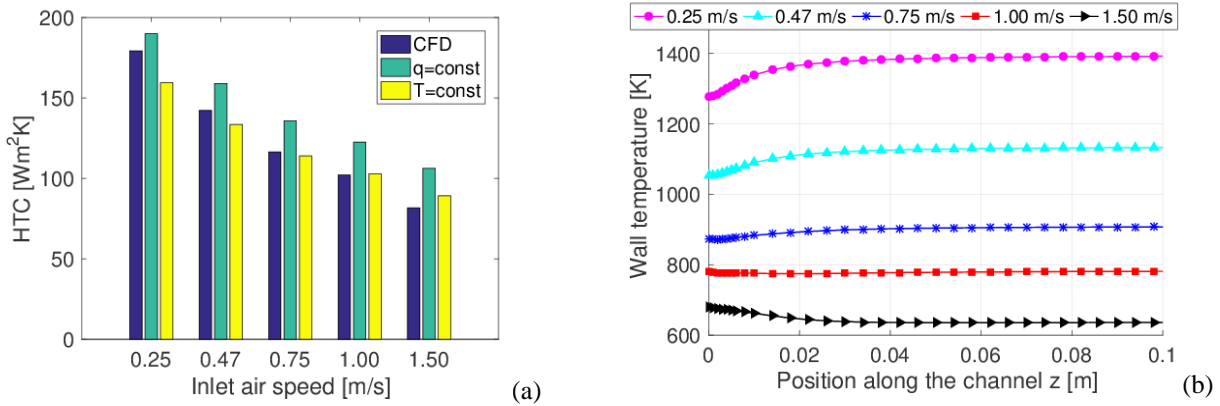 200
150
100
50
0
HTC [Wm²K]
CFD
q=const
T=const
0.25 0.47 0.75 1.00 1.50
Inlet air speed [m/s]
(a)
0.25 m/s 0.47 m/s 0.75 m/s 1.00 m/s 1.50 m/s
1400
1200
1000
800
600
Wall temperature [K]
0 0.02 0.04 0.06 0.08 0.1
Position along the channel z [m]
(b)